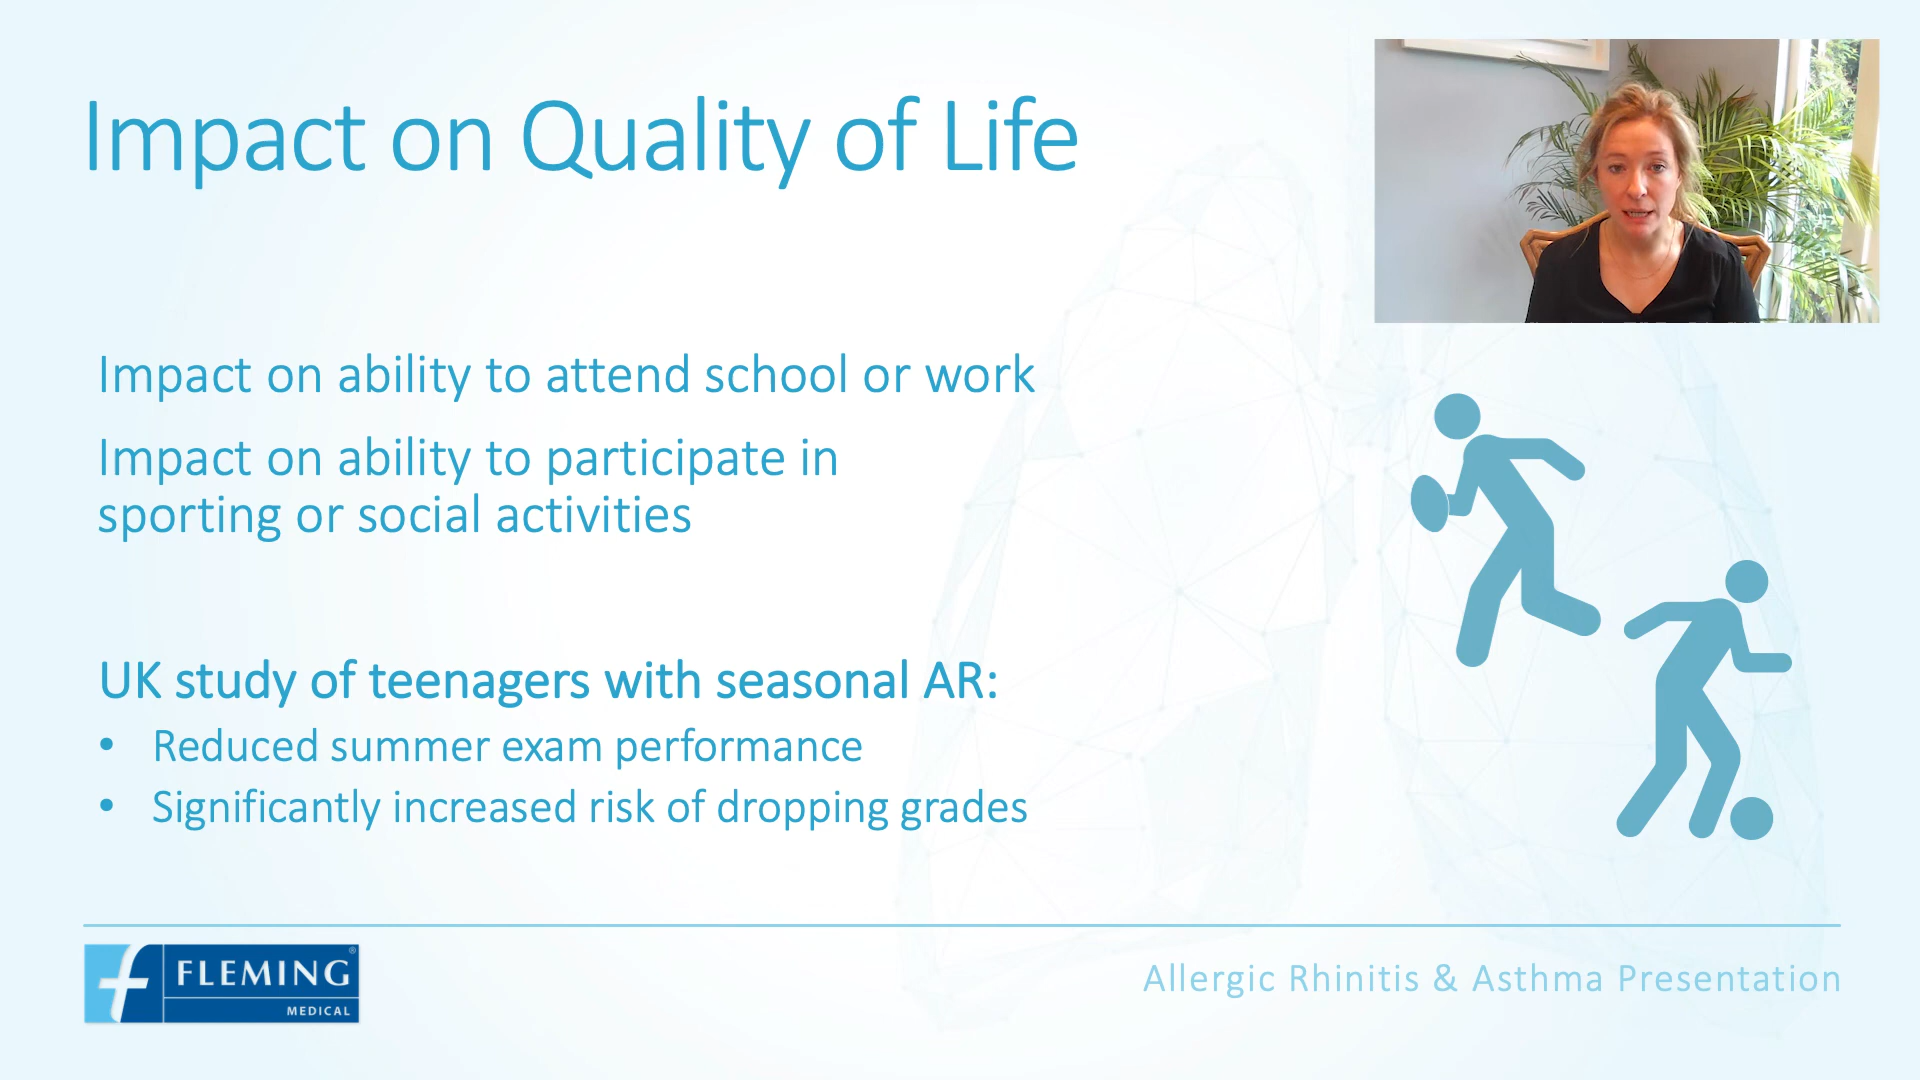 Impact on Quality of Life
Impact on ability to attend school or work
Impact on ability to participate in
sporting or social activities
UK study of teenagers with seasonal AR:
• Reduced summer exam performance
• Significantly increased risk of dropping grades
FLEMING®
MEDICAL
Allergic Rhinitis & Asthma Presentation